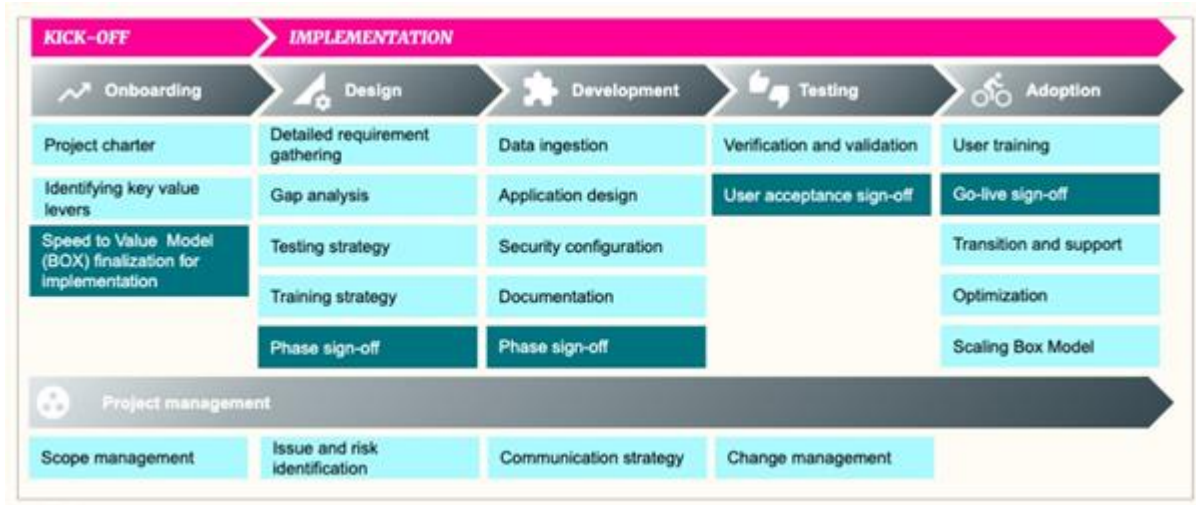 KICK–OFF
IMPLEMENTATION
Onboarding
Design
Development
Testing
Adoption
Project charter
Identifying key value
levers
Speed to Value Model
(BOX) finalization for
implementation
Detailed requirement
gathering
Gap analysis
Testing strategy
Training strategy
Phase sign-off
Data ingestion
Application design
Security configuration
Documentation
Phase sign-off
Verification and validation
User acceptance sign-off
User training
Go-live sign-off
Transition and support
Optimization
Scaling Box Model
Project management
Scope management
Issue and risk
identification
Communication strategy
Change management